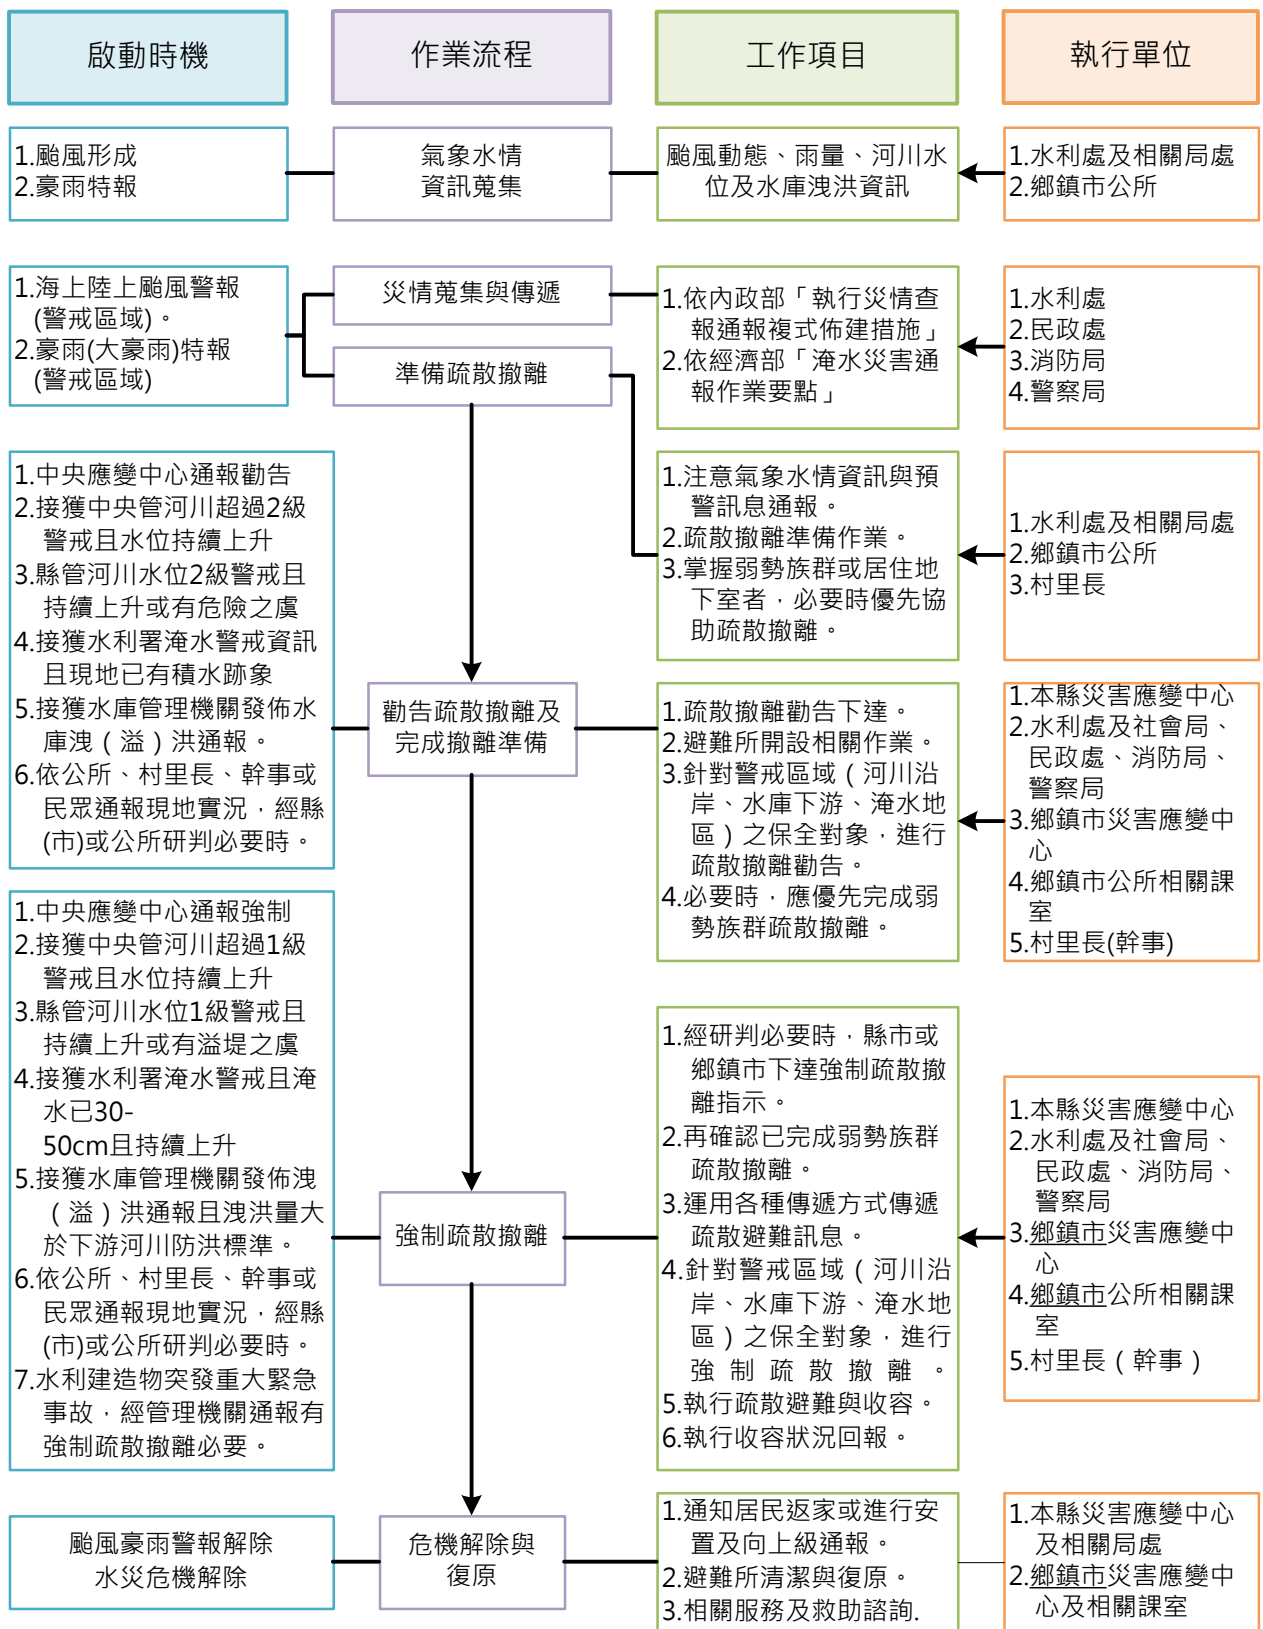 啟動時機
作業流程
工作項目
執行單位
1.颱風形成
2.豪雨特報
氣象水情
資訊蒐集
颱風動態、雨量、河川水
位及水庫洩洪資訊
1.水利處及相關局處
2.鄉鎮市公所
1.海上陸上颱風警報
(警戒區域)。
2.豪雨(大豪雨)特報
(警戒區域)
災情蒐集與傳遞
準備疏散撤離
1.依內政部「執行災情查
報通報複式佈建措施」
2.依經濟部「淹水災害通
報作業要點」
1.水利處
2.民政處
3.消防局
4.警察局
1.注意氣象水情資訊與預
警訊息通報。
2.疏散撤離準備作業。
3.掌握弱勢族群或居住地
下室者，必要時優先協
助疏散撤離。
1.水利處及相關局處
2.鄉鎮市公所
3.村里長
1.中央應變中心通報勸告
2.接獲中央管河川超過2級
警戒且水位持續上升
3.縣管河川水位2級警戒且
持續上升或有危險之虞
4.接獲水利署淹水警戒資訊
且現地已有積水跡象
5.接獲水庫管理機關發佈水
庫洩（溢）洪通報。
6.依公所、村里長、幹事或
民眾通報現地實況，經縣
(市)或公所研判必要時。
勸告疏散撤離及
完成撤離準備
1.疏散撤離勸告下達。
2.避難所開設相關作業。
3.針對警戒區域（河川沿
岸、水庫下游、淹水地
區）之保全對象，進行
疏散撤離勸告。
4.必要時，應優先完成弱
勢族群疏散撤離。
1.本縣災害應變中心
2.水利處及社會局、
民政處、消防局、
警察局
3.鄉鎮市災害應變中
心
4.鄉鎮市公所相關課
室
5.村里長(幹事)
1.中央應變中心通報強制
2.接獲中央管河川超過1級
警戒且水位持續上升
3.縣管河川水位1級警戒且
持續上升或有溢堤之虞
4.接獲水利署淹水警戒且淹
水已30-
50cm且持續上升
5.接獲水庫管理機關發佈洩
（溢）洪通報且洩洪量大
於下游河川防洪標準。
6.依公所、村里長、幹事或
民眾通報現地實況，經縣
(市)或公所研判必要時。
7.水利建造物突發重大緊急
事故，經管理機關通報有
強制疏散撤離必要。
強制疏散撤離
1.經研判必要時，縣市或
鄉鎮市下達強制疏散撤
離指示。
2.再確認已完成弱勢族群
疏散撤離。
3.運用各種傳遞方式傳遞
疏散避難訊息。
4.針對警戒區域（河川沿
岸、水庫下游、淹水地
區）之保全對象，進行
強制疏散撤離。
5.執行疏散避難與收容。
6.執行收容狀況回報。
1.本縣災害應變中心
2.水利處及社會局、
民政處、消防局、
警察局
3.鄉鎮市災害應變中
心
4.鄉鎮市公所相關課
室
5.村里長（幹事）
颱風豪雨警報解除
水災危機解除
危機解除與
復原
1.通知居民返家或進行安
置及向上級通報。
2.避難所清潔與復原。
3.相關服務及救助諮詢.
1.本縣災害應變中心
及相關局處
2.鄉鎮市災害應變中
心及相關課室